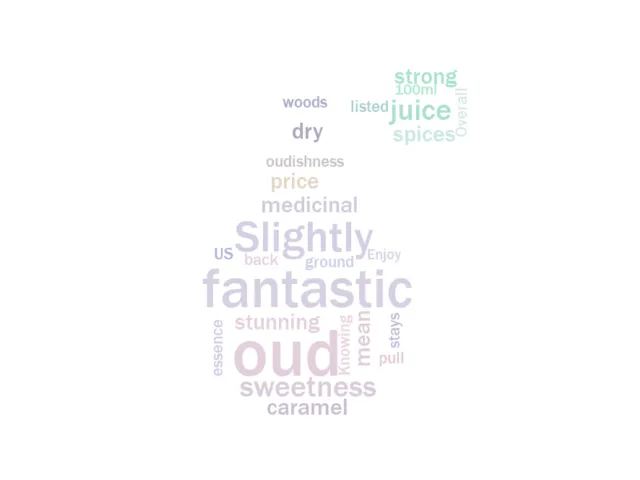 strong
100ml
woods
listed
juice
Overall
dry
spices
oudishness
price
medicinal
Slightly
US
back
ground
Enjoy
fantastic
stunning
essence
oud
Knowing
mean
stays
pull
sweetness
caramel